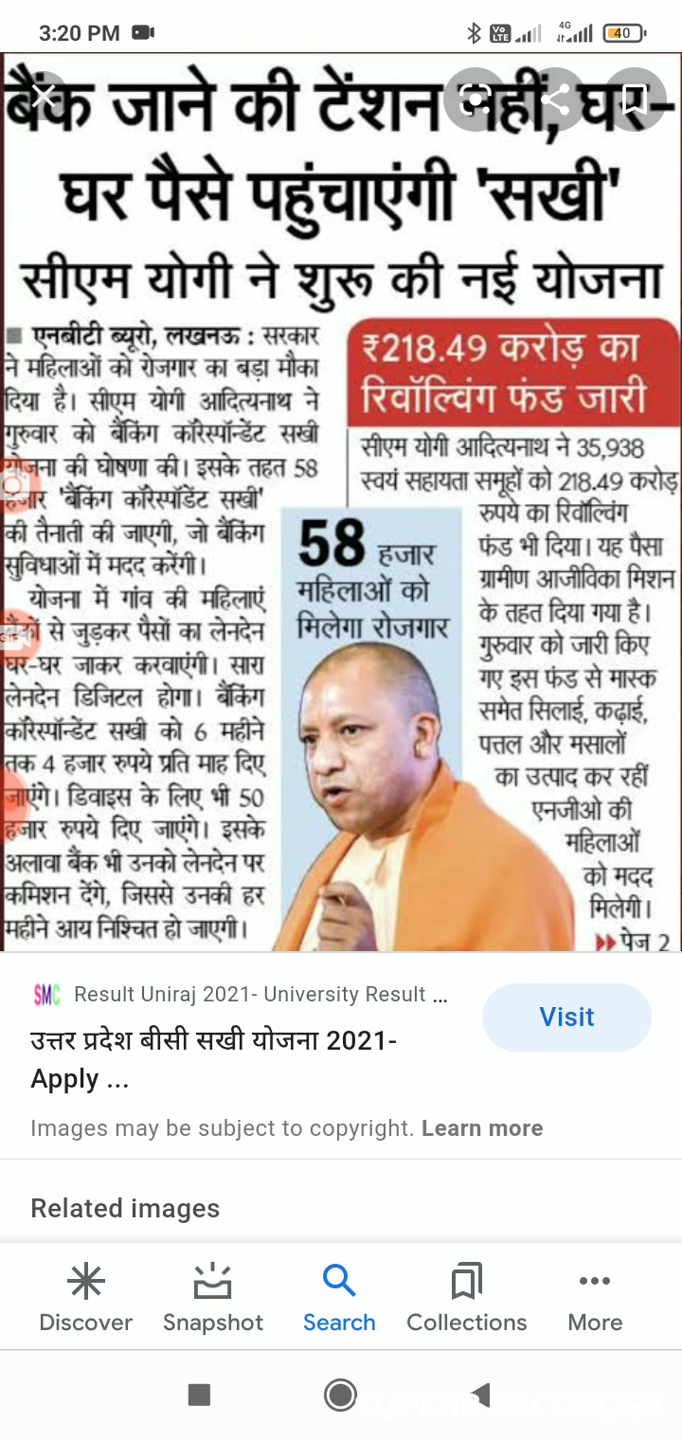 3:20 PM
Vo LTE
4G
40
बैंक जाने की टेंशन नहीं, घर-
घर पैसे पहुंचाएंगी 'सखी'
सीएम योगी ने शुरू की नई योजना
एनबीटी ब्यूरो, लखनऊ : सरकार
ने महिलाओं को रोजगार का बड़ा मौका
दिया है। सीएम योगी आदित्यनाथ ने
गुरुवार को बैंकिंग कॉरेस्पॉन्डेंट सखी
योजना की घोषणा की। इसके तहत 58
हजार 'बैंकिंग कॉरेस्पॉडेंट सखी'
की तैनाती की जाएगी, जो बैंकिंग
सुविधाओं में मदद करेंगी।
योजना में गांव की महिलाएं
बैंकों से जुड़कर पैसों का लेनदेन
घर-घर जाकर करवाएंगी। सारा
लेनदेन डिजिटल होगा। बैंकिंग
कॉरेस्पॉन्डेंट सखी को 6 महीने
तक 4 हजार रुपये प्रति माह दिए
जाएंगे। डिवाइस के लिए भी 50
हजार रुपये दिए जाएंगे। इसके
अलावा बैंक भी उनको लेनदेन पर
कमिशन देंगे, जिससे उनकी हर
महीने आय निश्चित हो जाएगी।
₹218.49 करोड़ का
रिवॉल्विंग फंड जारी
सीएम योगी आदित्यनाथ ने 35,938
स्वयं सहायता समूहों को 218.49 करोड़
रुपये का रिवॉल्विंग
फंड भी दिया। यह पैसा
ग्रामीण आजीविका मिशन
के तहत दिया गया है।
गुरुवार को जारी किए
गए इस फंड से मास्क
समेत सिलाई, कढ़ाई,
पत्तल और मसालों
का उत्पाद कर रहीं
एनजीओ की
महिलाओं
को मदद
मिलेगी।
पेज 2
58 हजार
महिलाओं को
मिलेगा रोजगार
GIF
SMC
Result Uniraj 2021- University Result ...
उत्तर प्रदेश बीसी सखी योजना 2021-
Apply ...
Visit
Images may be subject to copyright. Learn more
Related images
Discover
Snapshot
Search
Collections
More